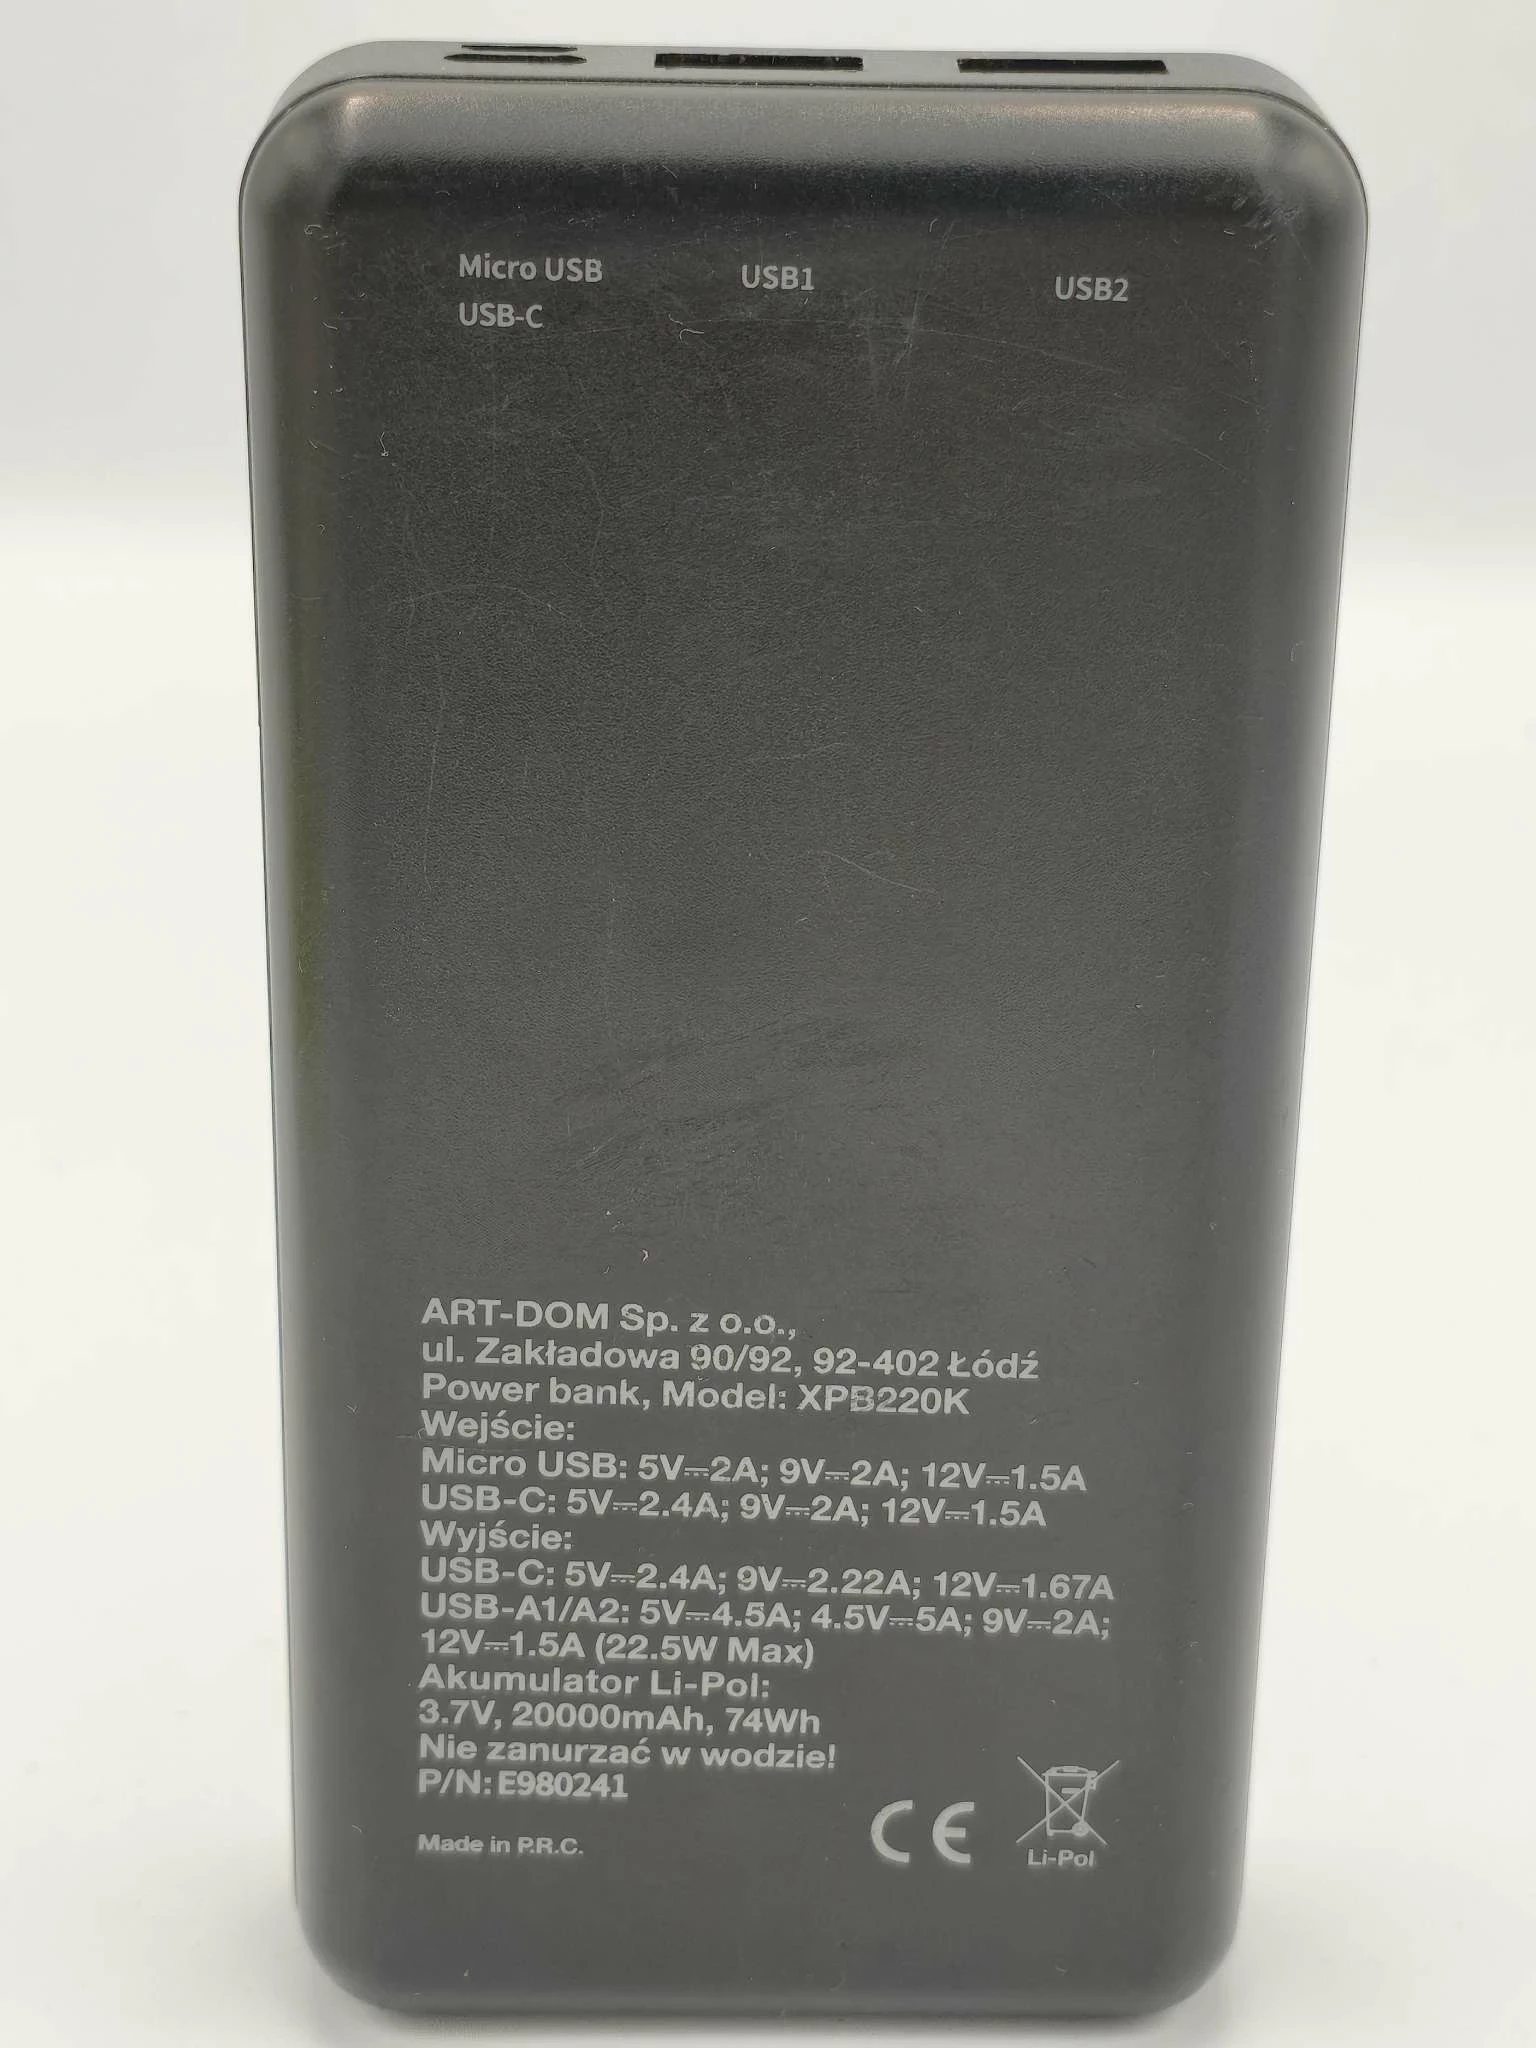 Micro USB
USB-C
USB1
USB2
ART-DOM Sp. z o.o.,
ul. Zakładowa 90/92, 92-402 Łódź
Power bank, Model: XPB220K
Wejście:
Micro USB: 5V⎓2A; 9V⎓2A; 12V⎓1.5A
USB-C: 5V⎓2.4A; 9V⎓2A; 12V⎓1.5A
Wyjście:
USB-C: 5V⎓2.4A; 9V⎓2.22A; 12V⎓1.67A
USB-A1/A2: 5V⎓4.5A; 4.5V⎓5A; 9V⎓2A;
12V⎓1.5A (22.5W Max)
Akumulator Li-Pol:
3.7V, 20000mAh, 74Wh
Nie zanurzać w wodzie!
P/N: E980241
Made in P.R.C.
CE
Li-Pol